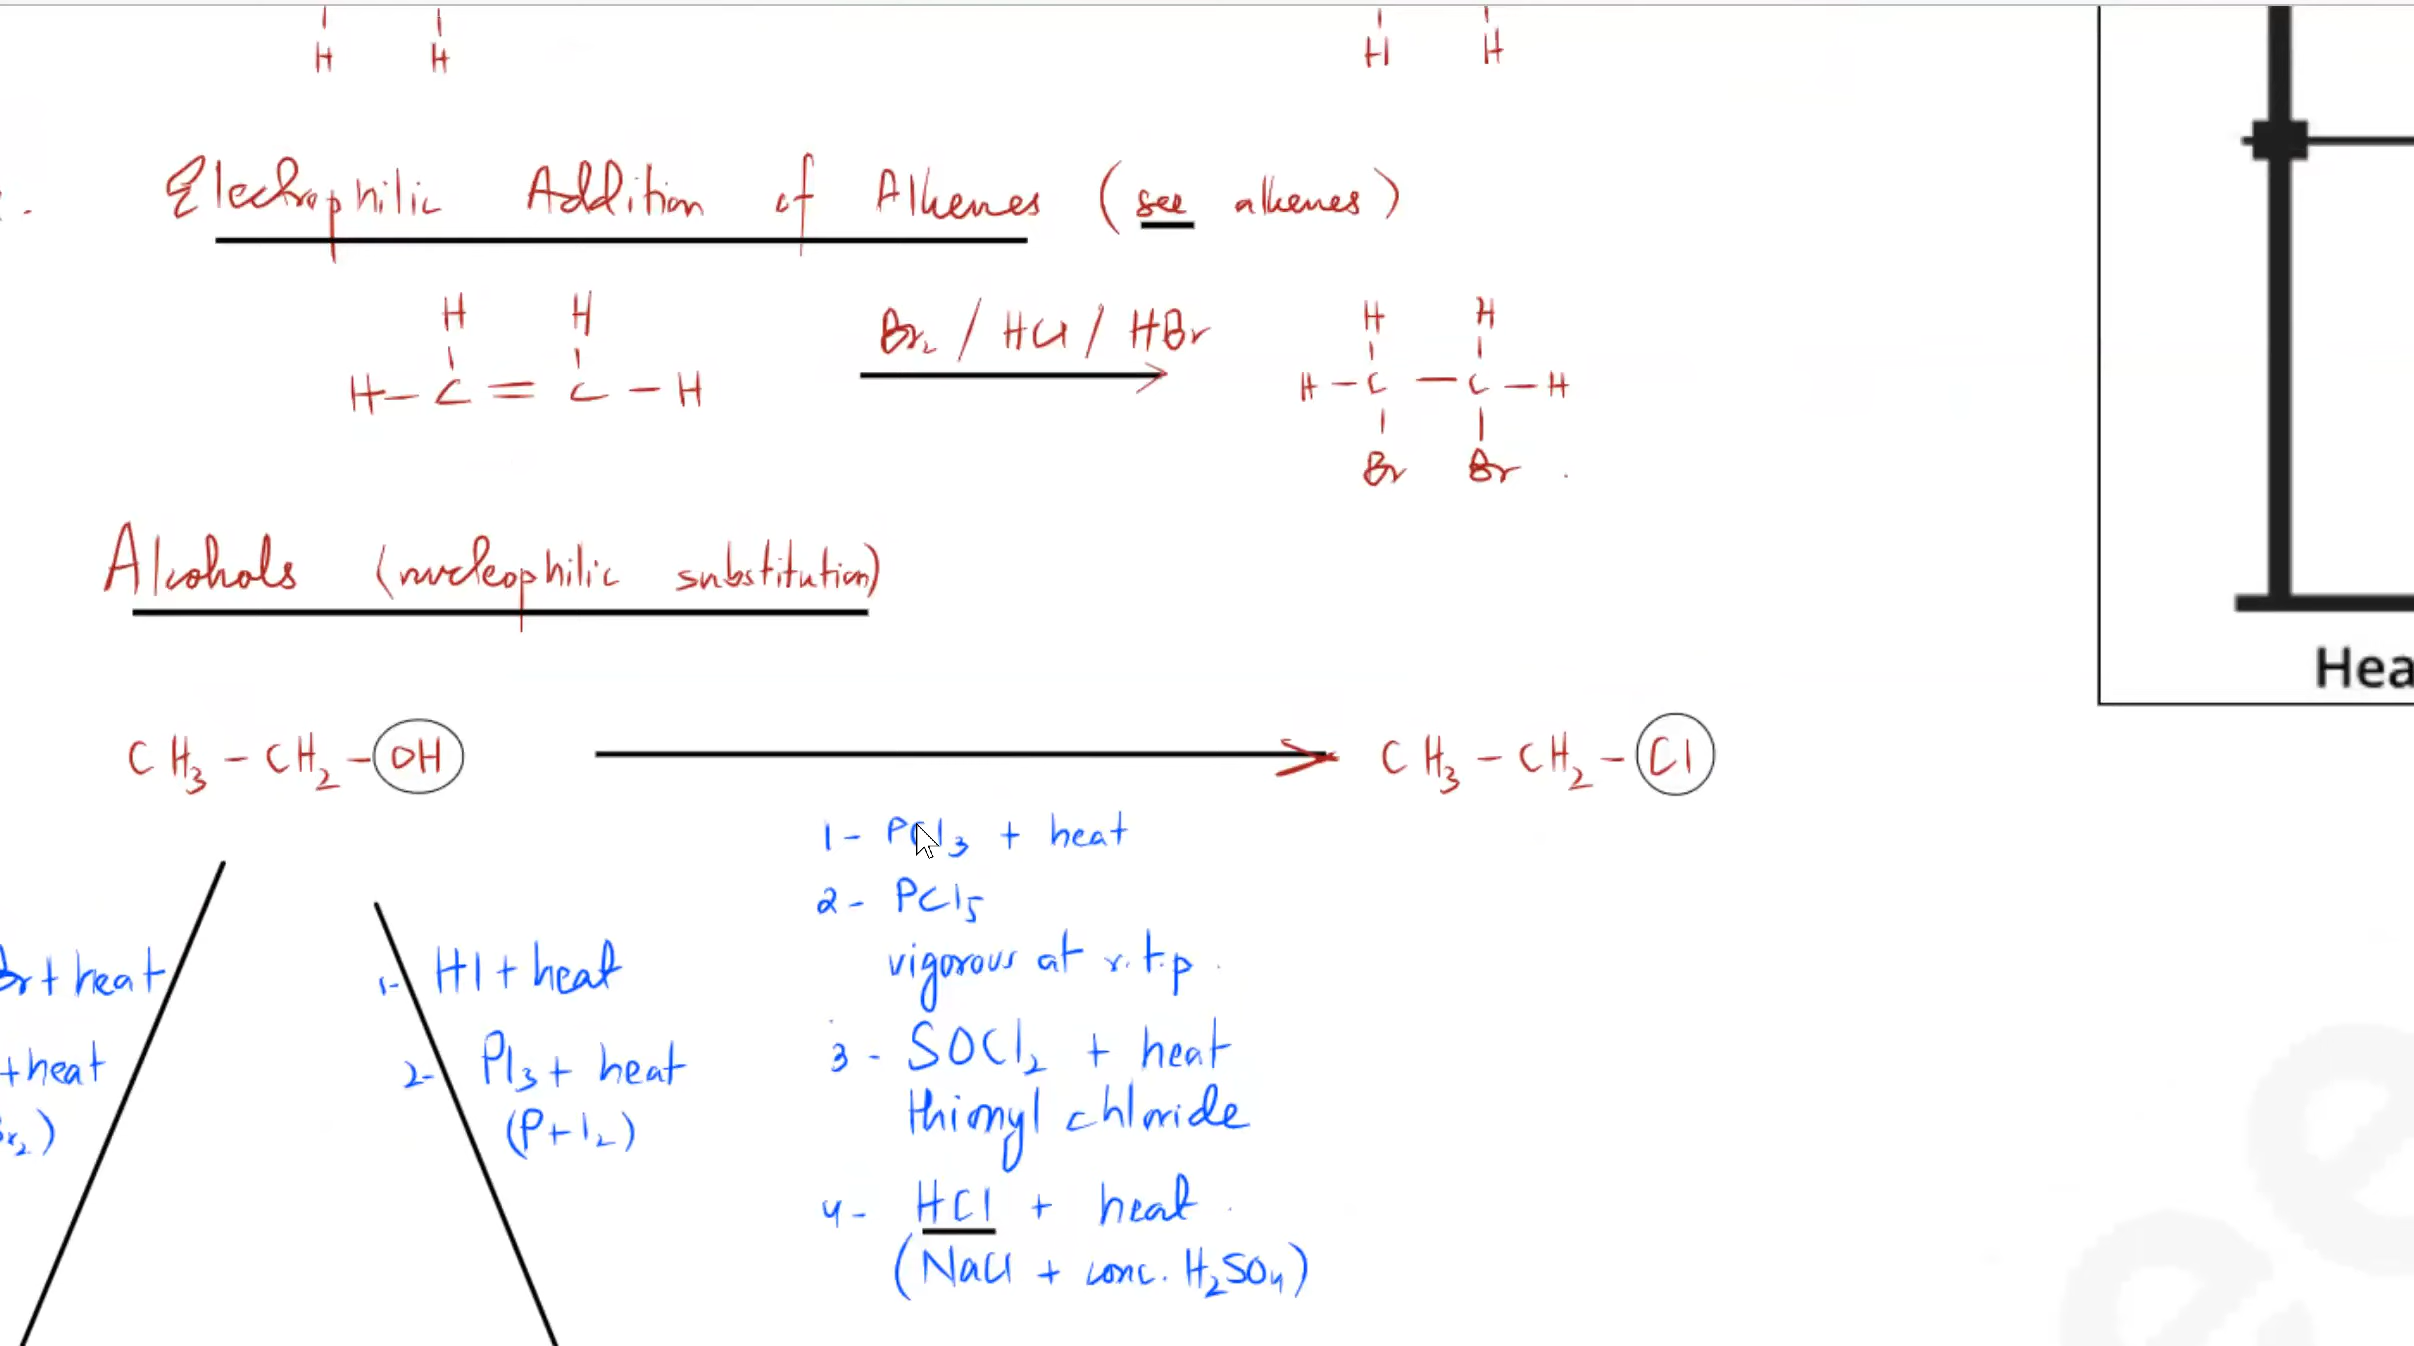 H H H H
Electrophilic Addition of Alkenes (see alkenes)
H H H H
Br₂ / HCl / HBr
H – C = C – H H – C – C – H
Br Br
Alcohols (nucleophilic substitution)
CH₃ – CH₂ – OH CH₃ – CH₂ – Cl
1 - PCl₃ + heat
2 - PCl₅
vigorous at r.t.p.
Br + heat
1- HI + heat
3 - SOCl₂ + heat
thionyl chloride
+ heat
2- PI₃ + heat
(P + I₂)
4 - HCl + heat
(NaCl + conc. H₂SO₄)